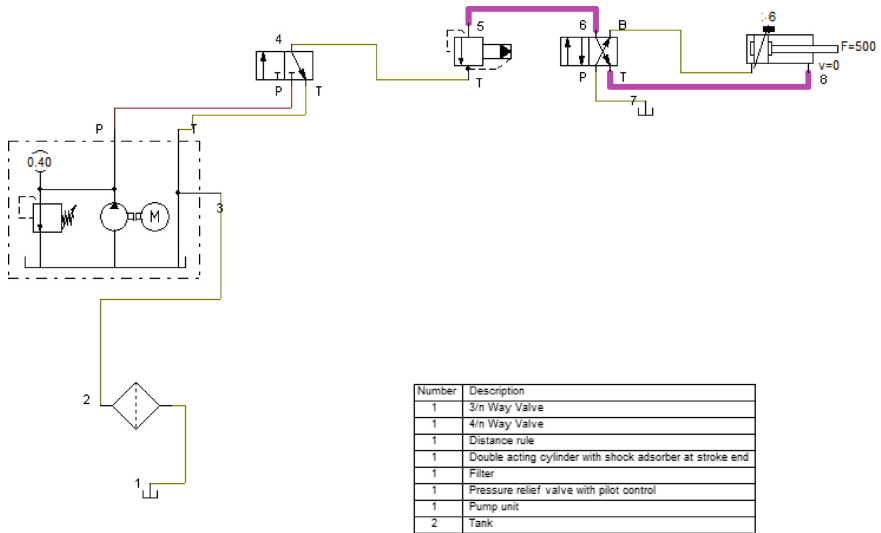 4
5
6
B
6
F=500
v=0
8
T
P
T
P
T
7
P
T
0.40
M
3
2
1
Number Description
1 3/n Way Valve
1 4/n Way Valve
1 Distance rule
1 Double acting cylinder with shock adsorber at stroke end
1 Filter
1 Pressure relief valve with pilot control
1 Pump unit
2 Tank